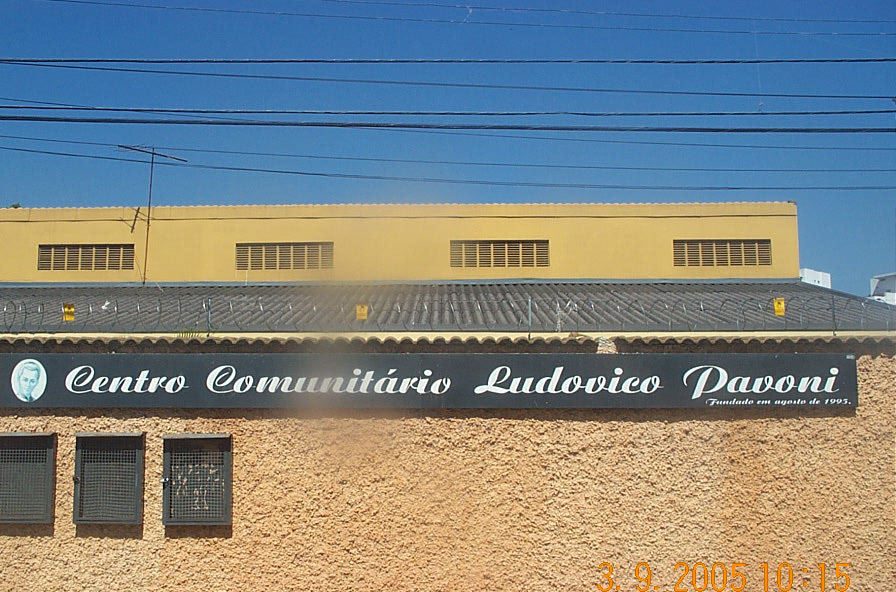 Centro Comunitário Ludovico Pavoni
Fundado em agosto de 1995.
3. 9. 2005 10:15